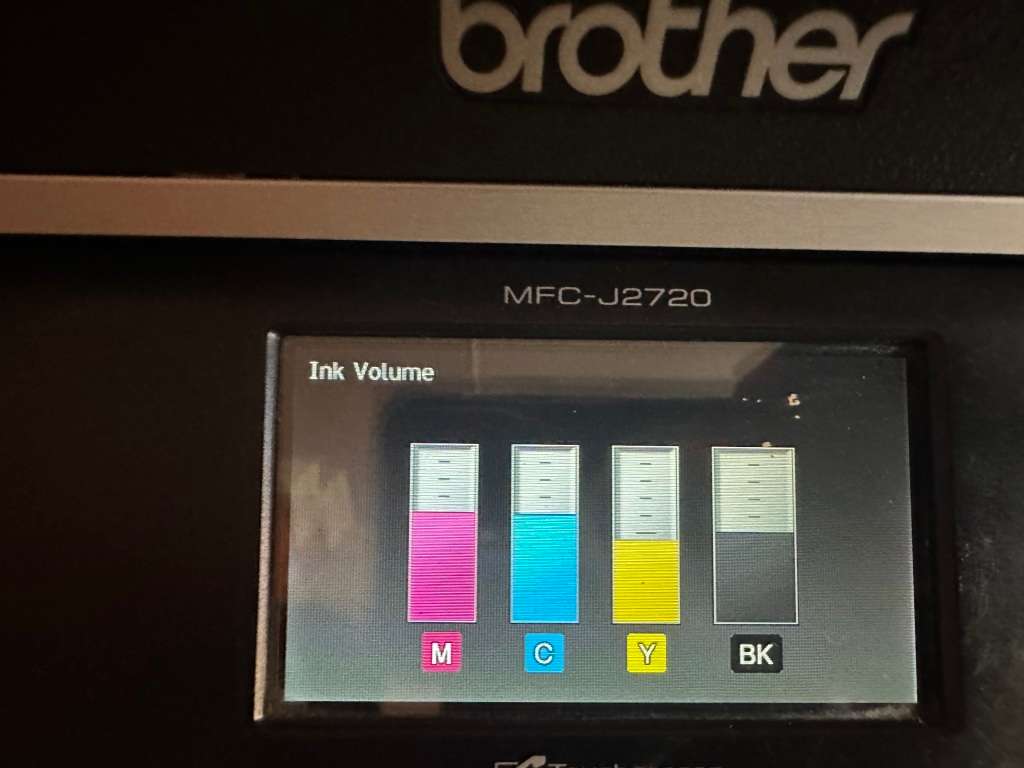 brother
MFC-J2720
Ink Volume
M C Y BK